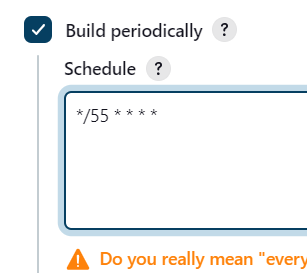 Build periodically ?
Schedule ?
*/55 * * * *
Do you really mean "every